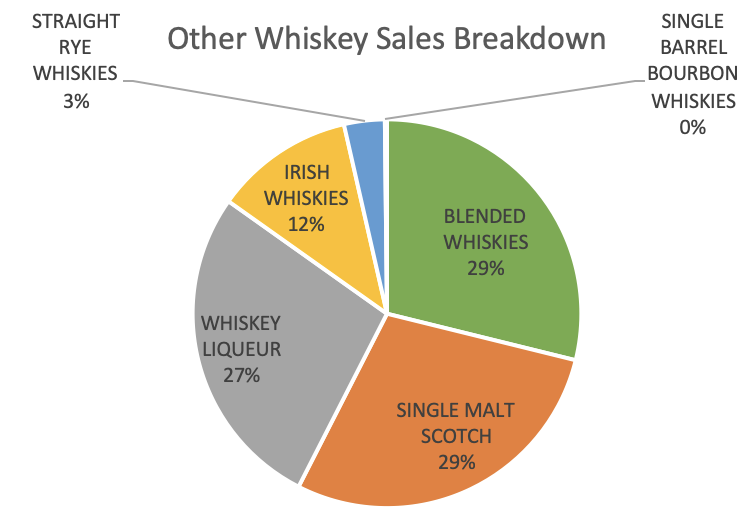 Other Whiskey Sales Breakdown
STRAIGHT
RYE
WHISKIES
3%
SINGLE
BARREL
BOURBON
WHISKIES
0%
IRISH
WHISKIES
12%
BLENDED
WHISKIES
29%
WHISKEY
LIQUEUR
27%
SINGLE MALT
SCOTCH
29%